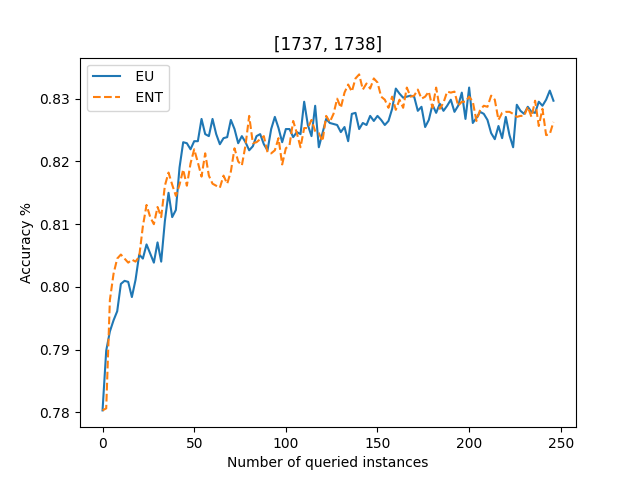 [1737, 1738]
EU
ENT
Accuracy %
0.83
0.82
0.81
0.80
0.79
0.78
0 50 100 150 200 250
Number of queried instances